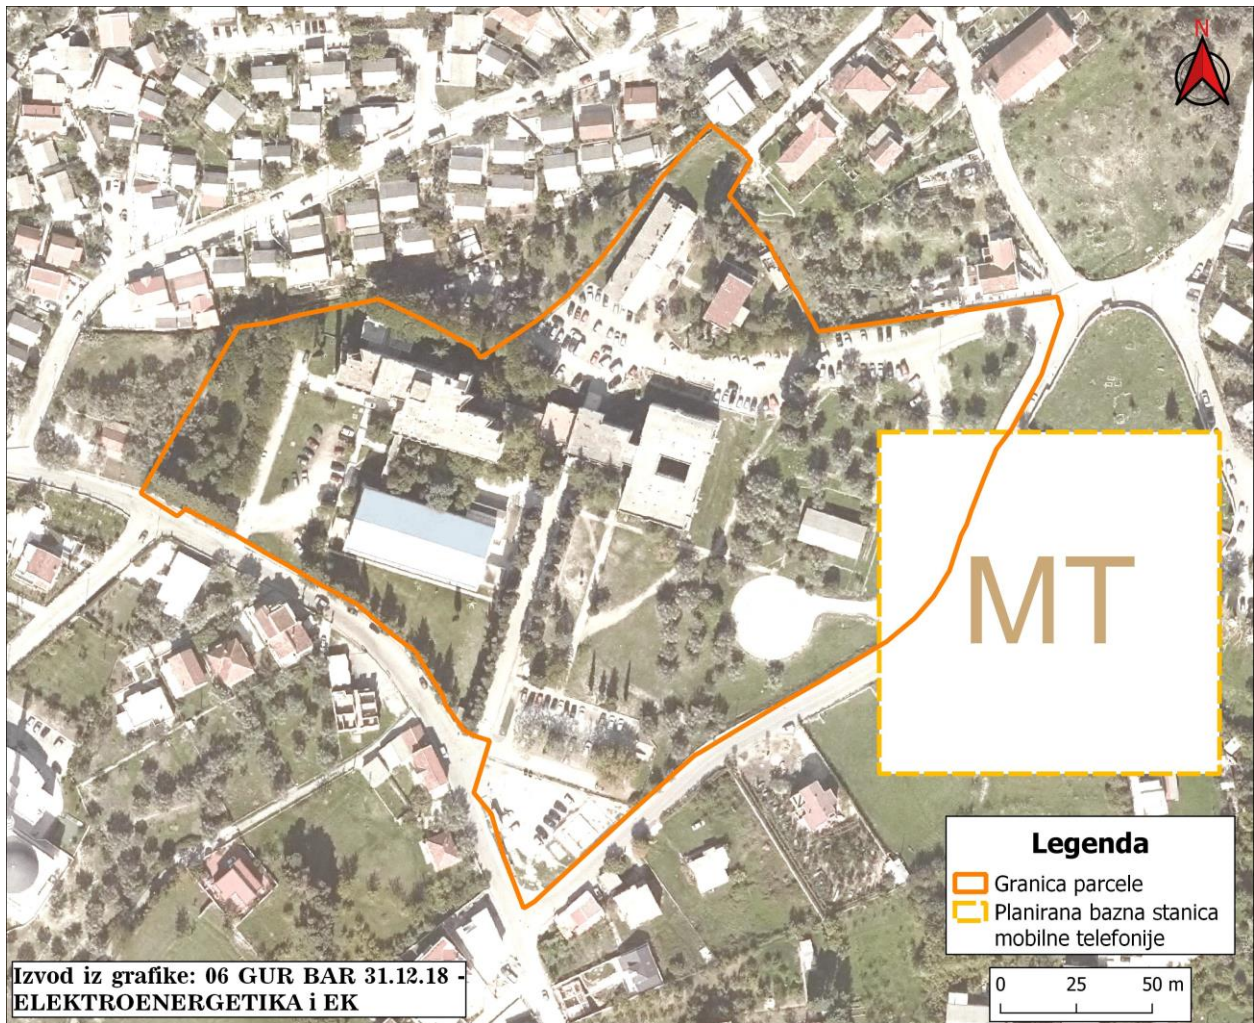 N
MT
Legenda
Granica parcele
Planirana bazna stanica
mobilne telefonije
Izvod iz grafike: 06 GUR BAR 31.12.18 -
ELEKTROENERGETIKA i EK
0 25 50 m